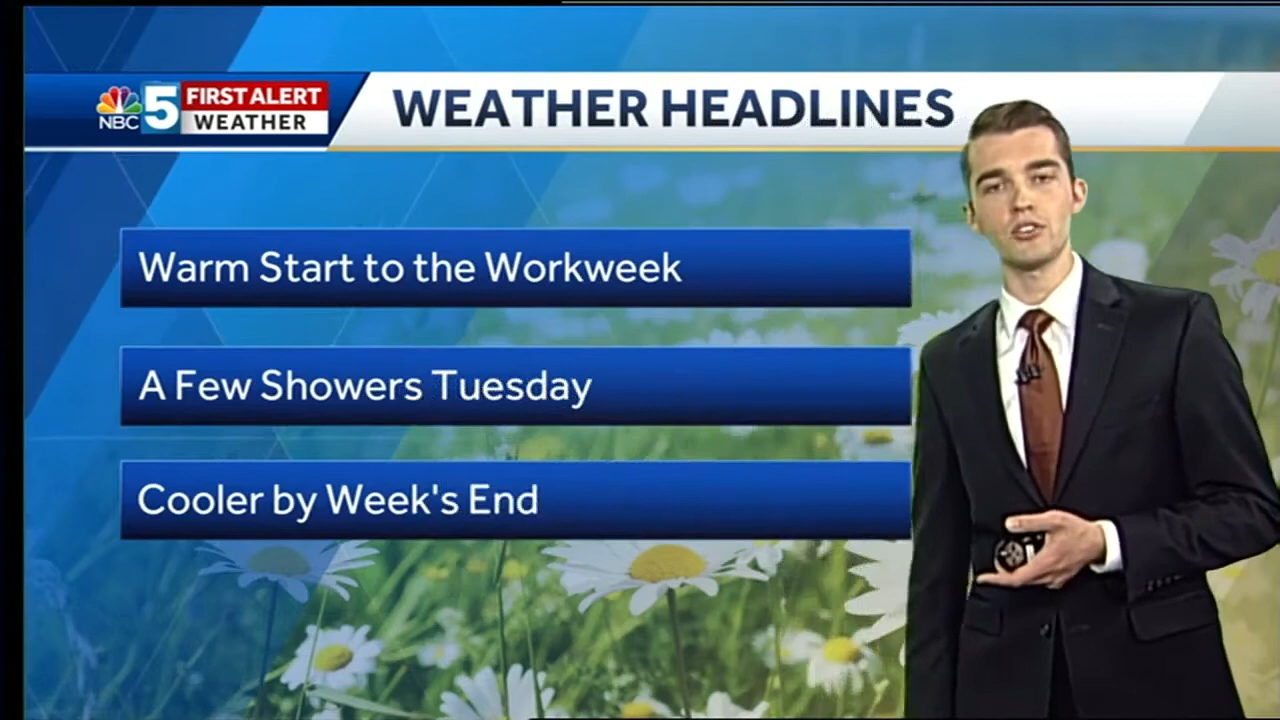 NBC 5 FIRST ALERT WEATHER
WEATHER HEADLINES
Warm Start to the Workweek
A Few Showers Tuesday
Cooler by Week's End